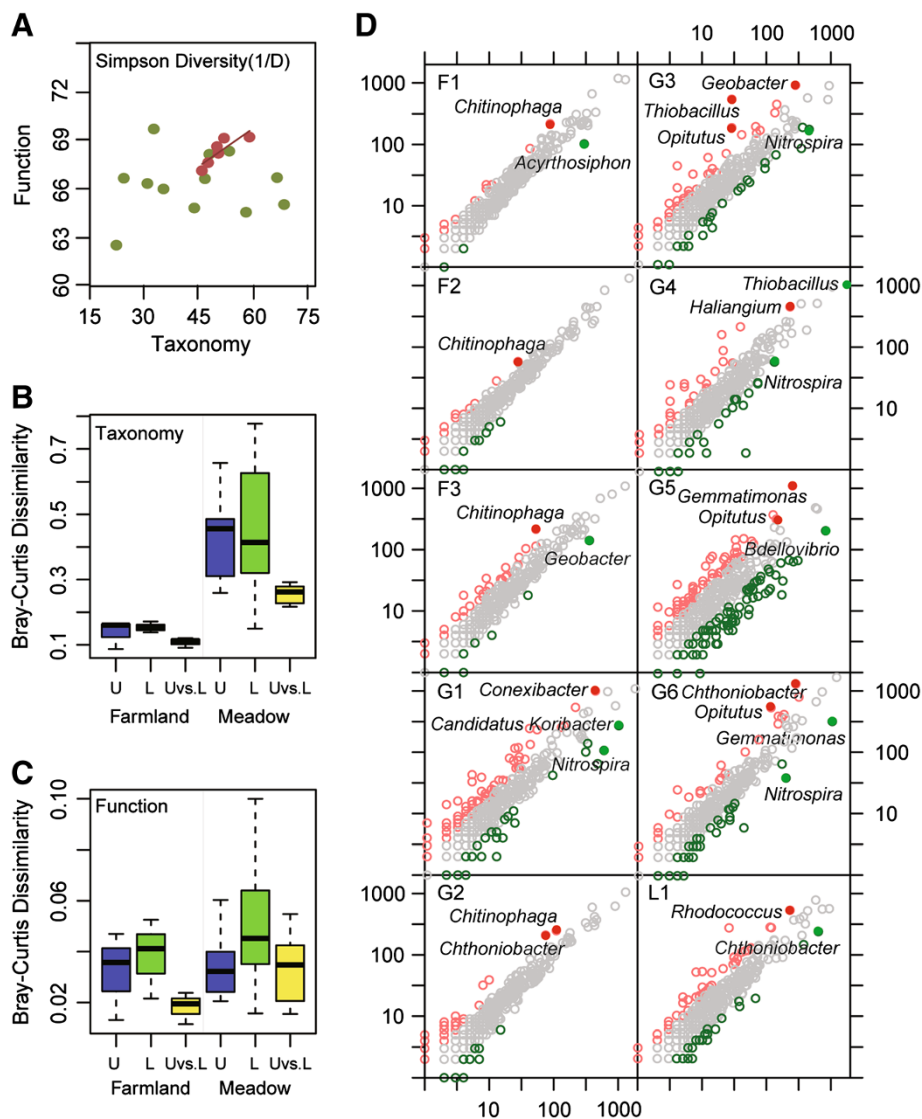 A
Simpson Diversity(1/D)
Function
72
69
66
63
60
15 30 45 60 75
Taxonomy
B
Taxonomy
Bray-Curtis Dissimilarity
0.7
0.5
0.3
0.1
U L Uvs.L U L Uvs.L
Farmland Meadow
C
Function
Bray-Curtis Dissimilarity
0.10
0.06
0.02
U L Uvs.L U L Uvs.L
Farmland Meadow
D
10 100 1000
F1
1000
100
10
Chitinophaga
Acyrthosiphon
G3
Geobacter
Thiobacillus
Opitutus
Nitrospira
F2
Chitinophaga
G4
Thiobacillus
Haliangium
Nitrospira
1000
100
10
F3
1000
100
10
Chitinophaga
Geobacter
G5
Gemmatimonas
Opitutus
Bdellovibrio
G1
Conexibacter
Candidatus Koribacter
Nitrospira
G6
Chthoniobacter
Opitutus
Gemmatimonas
Nitrospira
1000
100
10
G2
1000
100
10
Chitinophaga
Chthoniobacter
L1
Rhodococcus
Chthoniobacter
10 100 1000